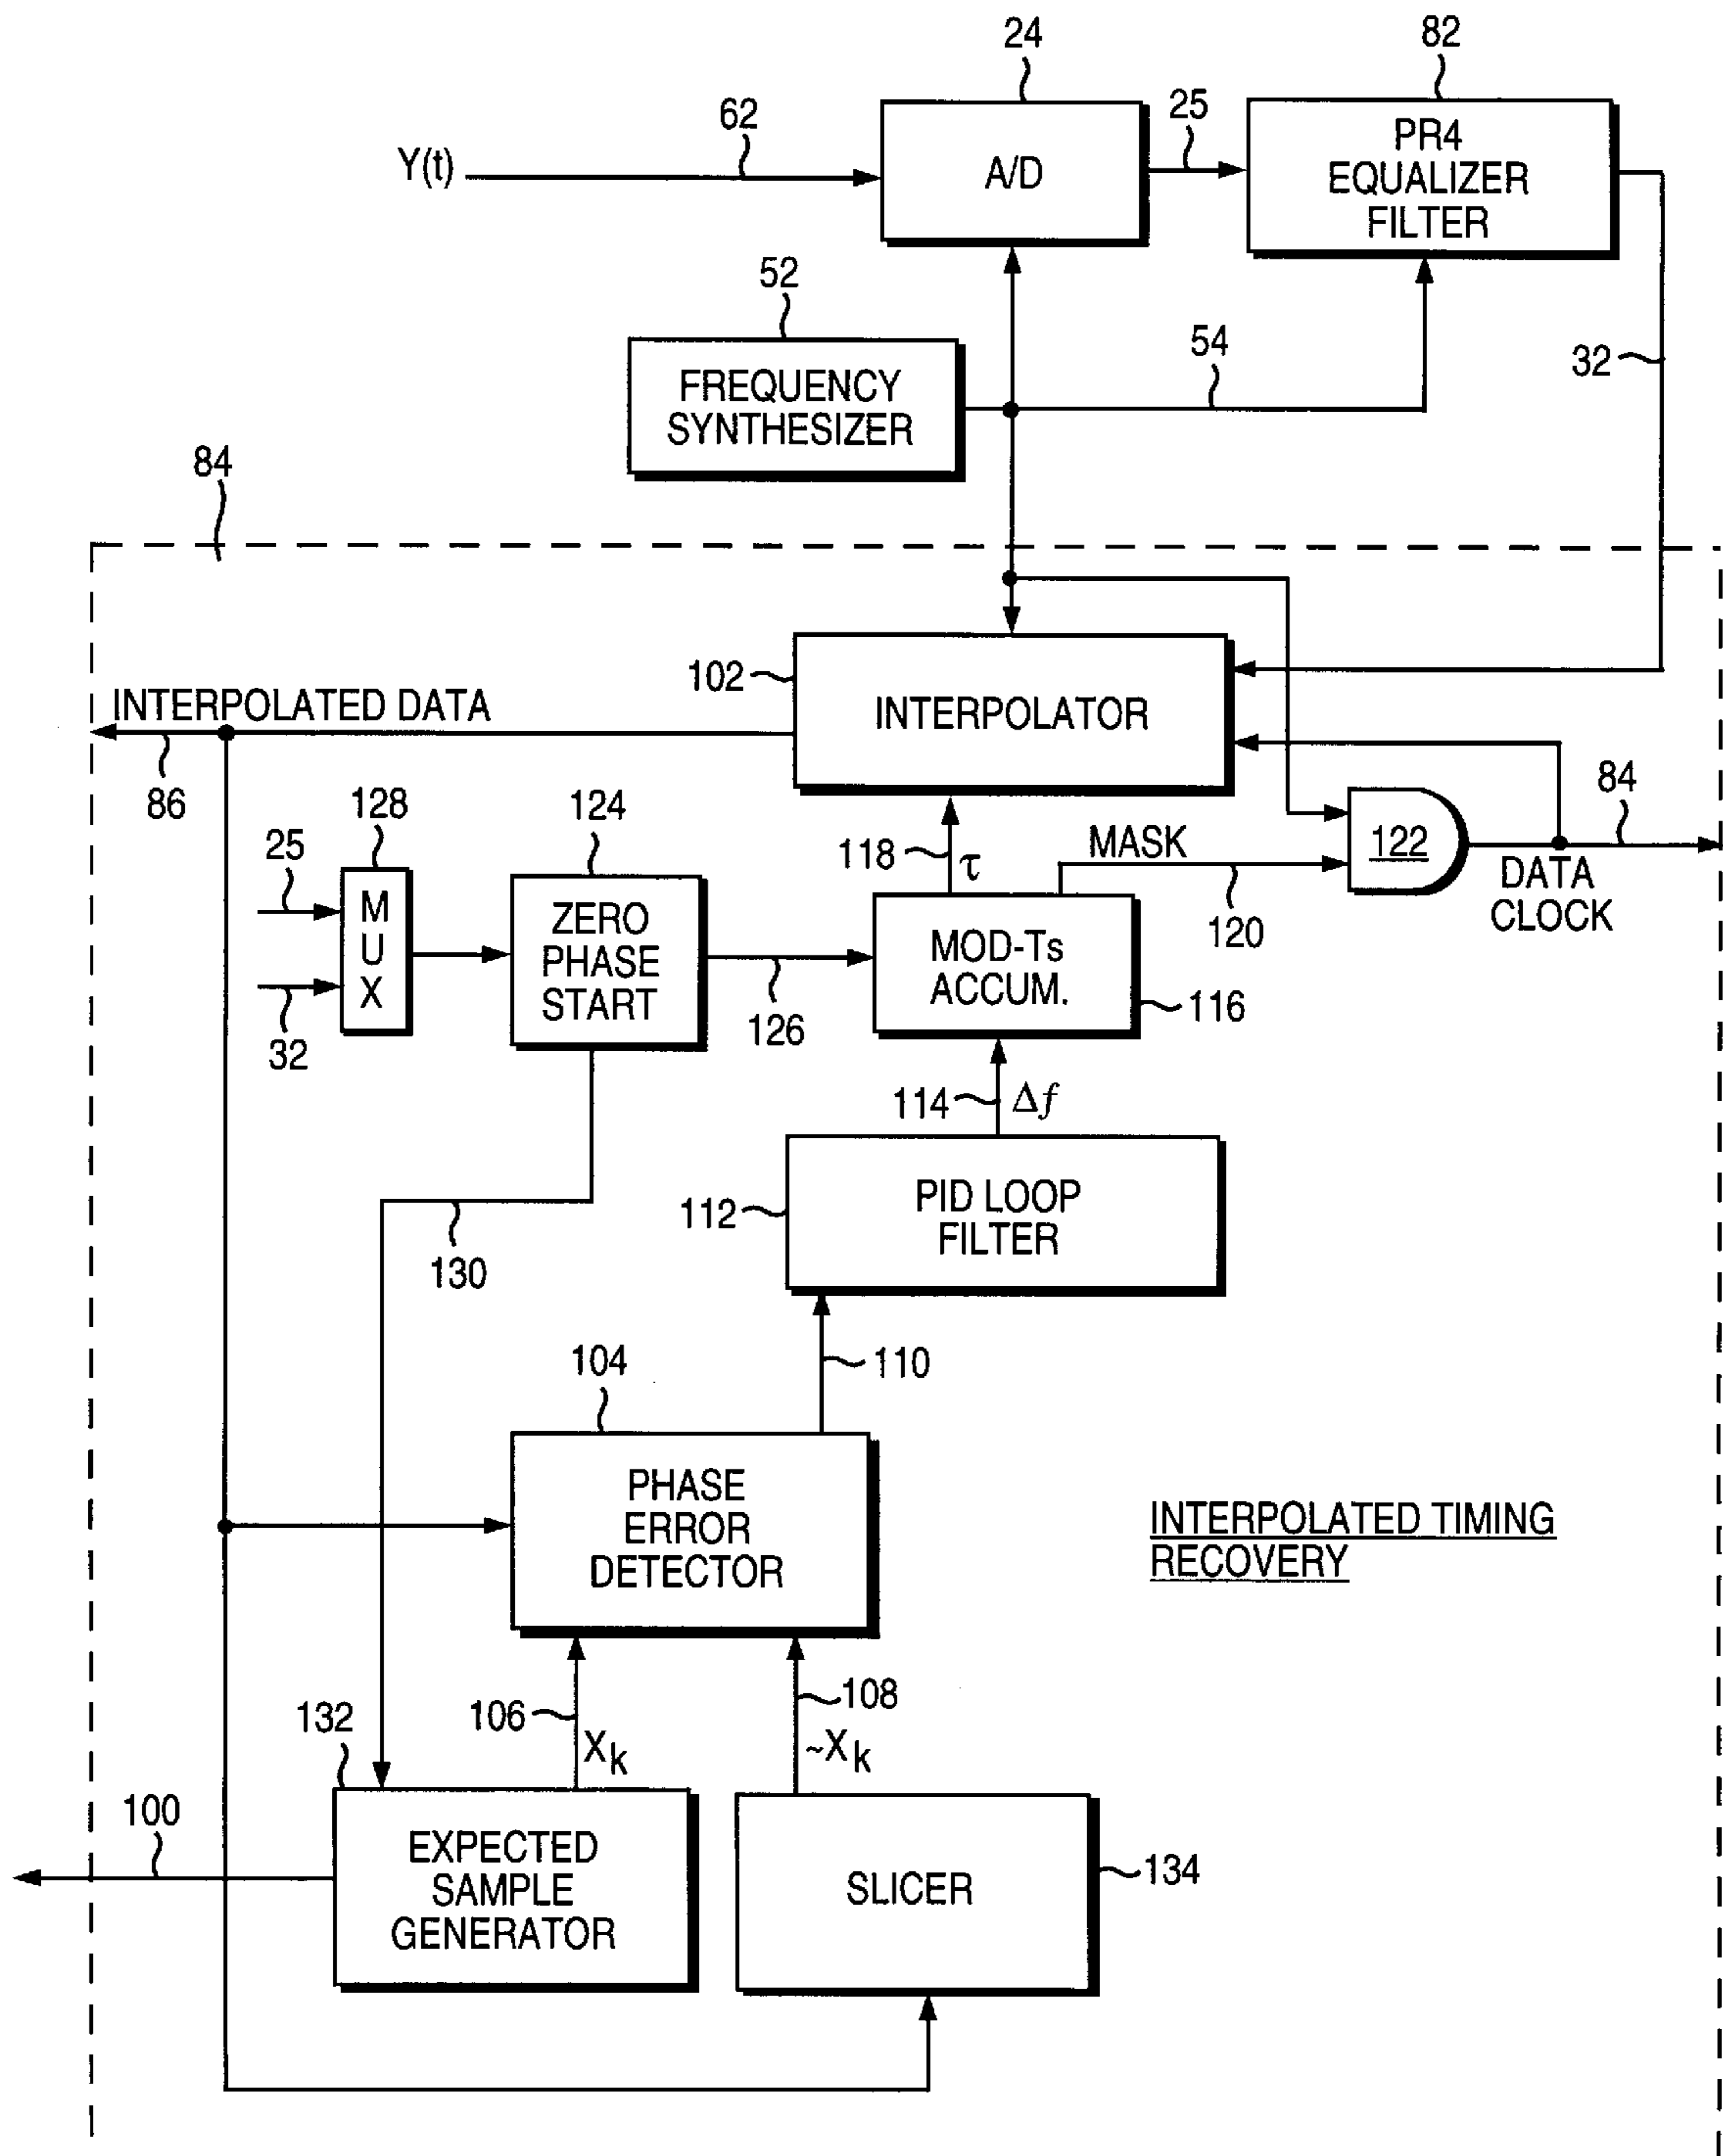 24
82
62
25
Y(t)
A/D
PR4
EQUALIZER
FILTER
52
54
32
FREQUENCY
SYNTHESIZER
84
102
INTERPOLATOR
INTERPOLATED DATA
86
128
124
84
25
118
τ
MASK
122
DATA
CLOCK
M
U
X
ZERO
PHASE
START
MOD-Ts
ACCUM.
120
32
126
116
114
Δf
PID LOOP
FILTER
112
130
104
110
PHASE
ERROR
DETECTOR
INTERPOLATED TIMING
RECOVERY
132
106
Xk
108
~Xk
100
EXPECTED
SAMPLE
GENERATOR
SLICER
134